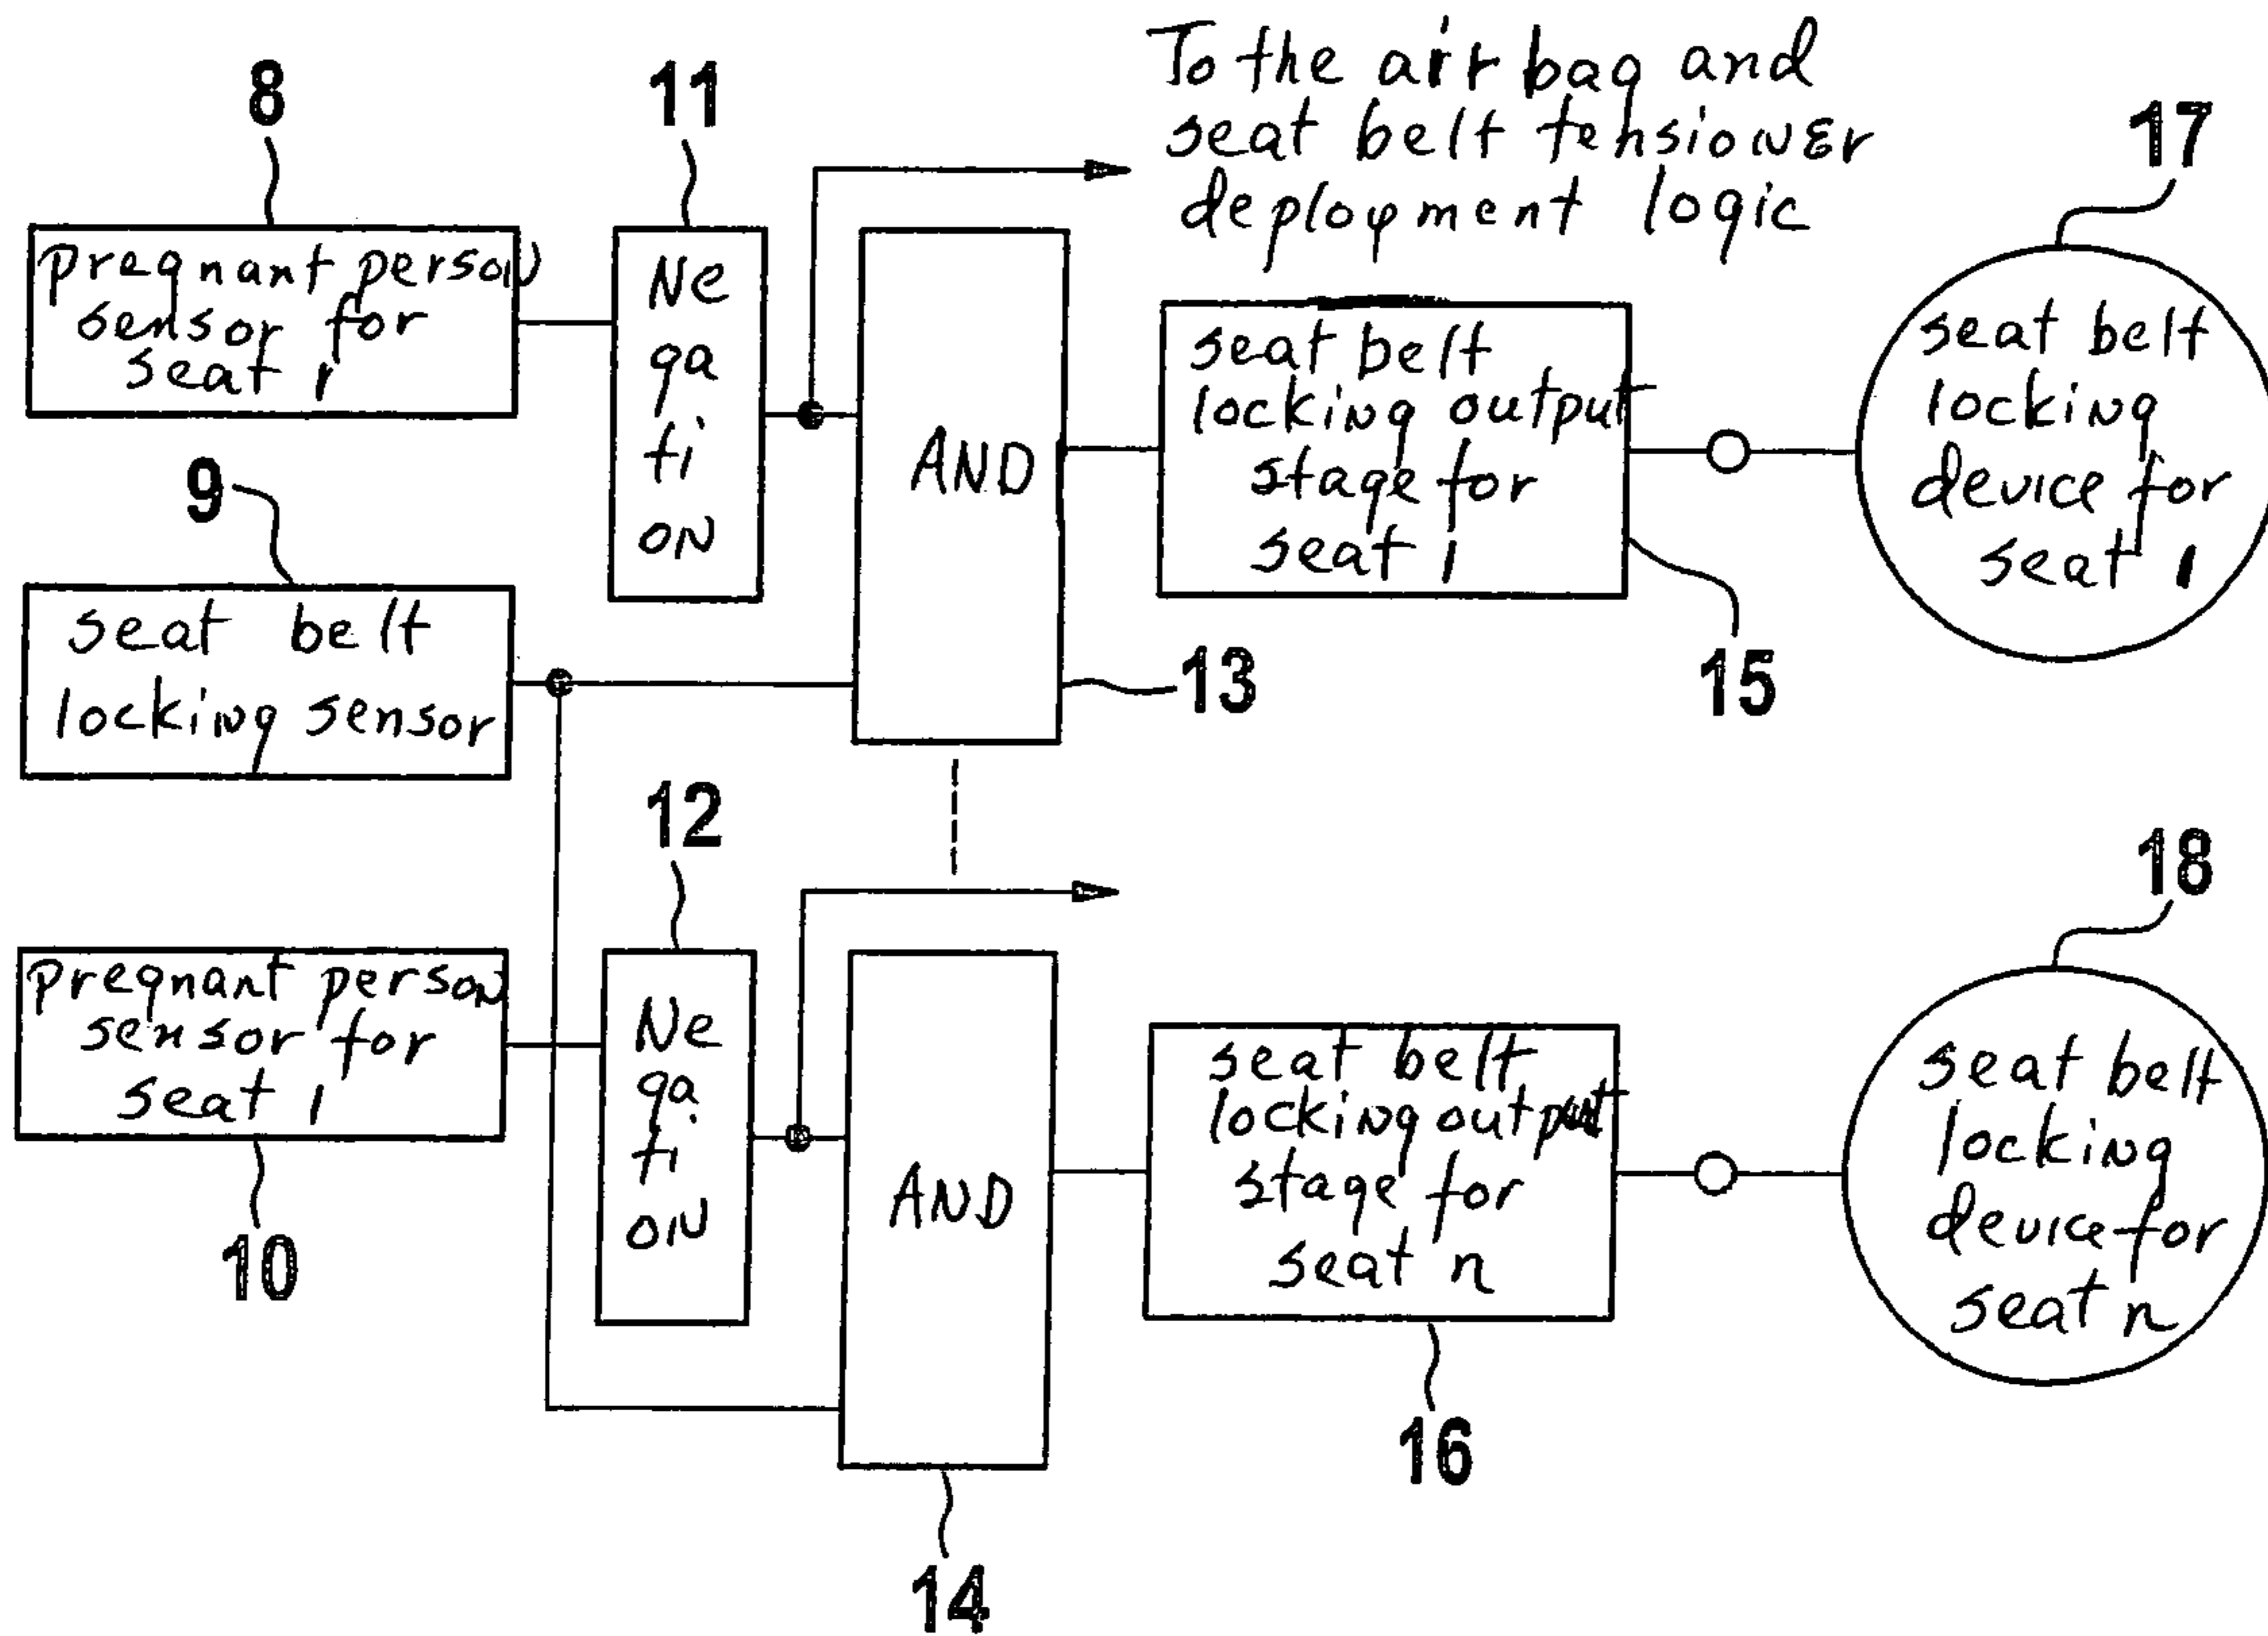 8
11
To the air bag and
seat belt tensioner
deployment logic
17
pregnant person
sensor for
seat 1
Ne
ga
ti
on
AND
seat belt
locking output
stage for
seat 1
seat belt
locking
device for
seat 1
9
seat belt
locking sensor
13
15
12
18
pregnant person
sensor for
seat 1
Ne
ga
ti
on
AND
seat belt
locking output
stage for
seat n
seat belt
locking
device for
seat n
10
16
14